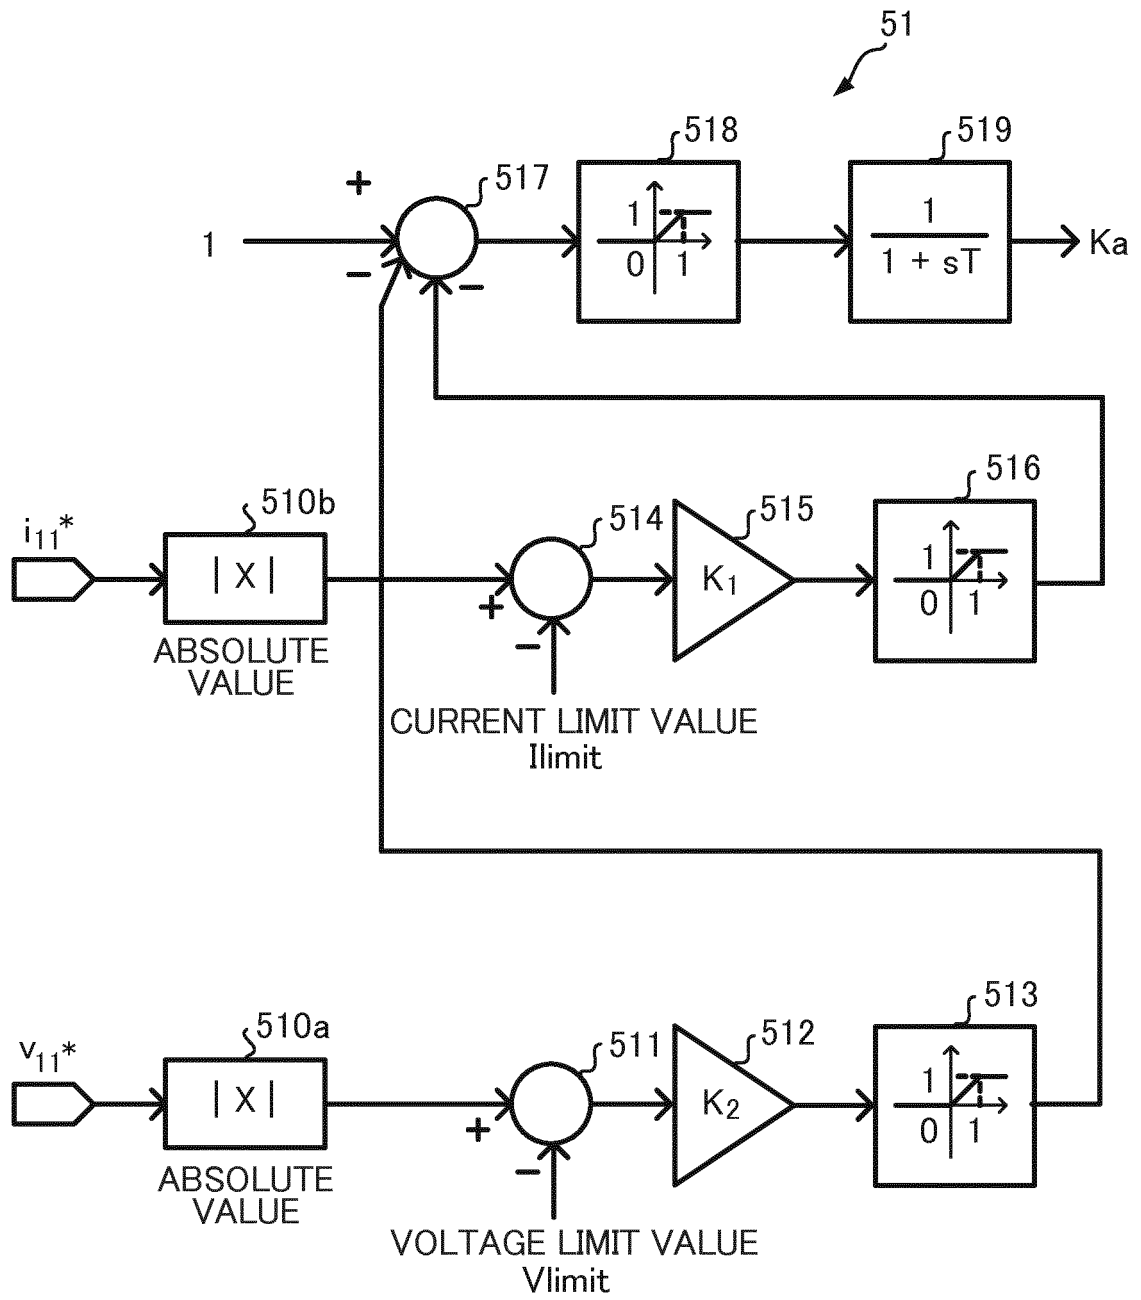 51
518
519
517
+
1
1
0
1
1
1 + sT
Ka
−
−
516
510b
515
i11*
514
| X |
K1
1
0
1
+
−
ABSOLUTE
VALUE
CURRENT LIMIT VALUE
Ilimit
513
510a
512
v11*
511
| X |
K2
1
0
1
+
−
ABSOLUTE
VALUE
VOLTAGE LIMIT VALUE
Vlimit